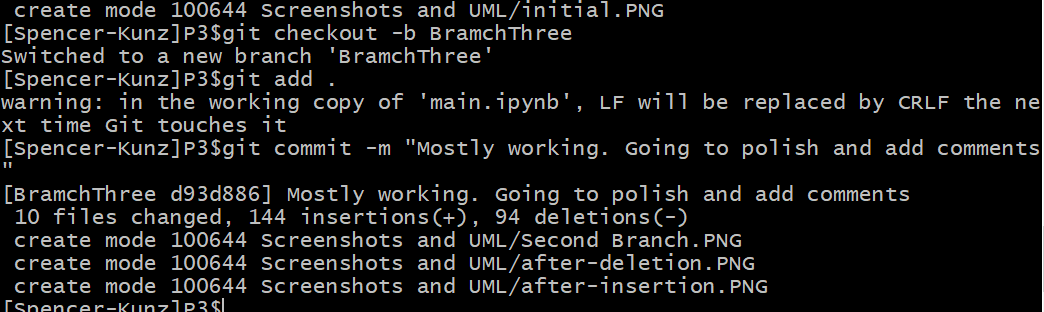 create mode 100644 Screenshots and UML/initial.PNG
[Spencer-Kunz]P3$git checkout -b BramchThree
Switched to a new branch 'BramchThree'
[Spencer-Kunz]P3$git add .
warning: in the working copy of 'main.ipynb', LF will be replaced by CRLF the ne
xt time Git touches it
[Spencer-Kunz]P3$git commit -m "Mostly working. Going to polish and add comments
"
[BramchThree d93d886] Mostly working. Going to polish and add comments
10 files changed, 144 insertions(+), 94 deletions(-)
create mode 100644 Screenshots and UML/Second Branch.PNG
create mode 100644 Screenshots and UML/after-deletion.PNG
create mode 100644 Screenshots and UML/after-insertion.PNG
[Spencer-Kunz]P3$